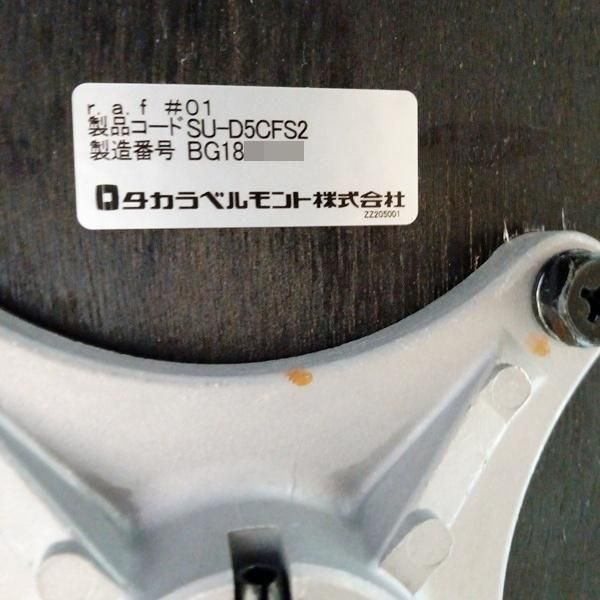 r.a.f #01
製品コード SU-D5CFS2
製造番号 BG18
タカラベルモント株式会社
ZZ205001